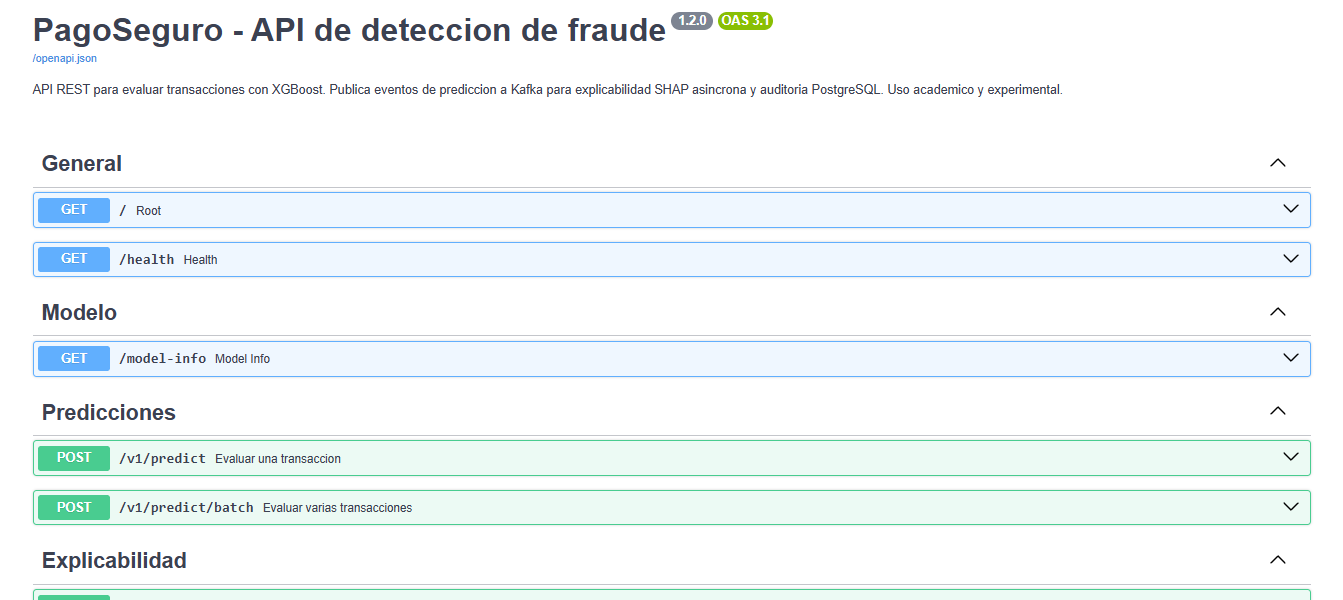 PagoSeguro - API de deteccion de fraude 1.2.0 OAS 3.1
/openapi.json
API REST para evaluar transacciones con XGBoost. Publica eventos de prediccion a Kafka para explicabilidad SHAP asincrona y auditoria PostgreSQL. Uso academico y experimental.
General
GET / Root
GET /health Health
Modelo
GET /model-info Model Info
Predicciones
POST /v1/predict Evaluar una transaccion
POST /v1/predict/batch Evaluar varias transacciones
Explicabilidad